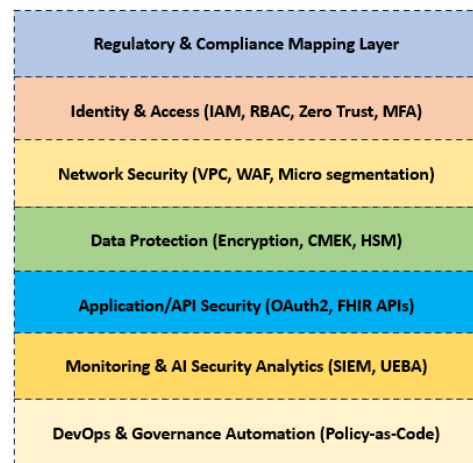 Regulatory & Compliance Mapping Layer
Identity & Access (IAM, RBAC, Zero Trust, MFA)
Network Security (VPC, WAF, Micro segmentation)
Data Protection (Encryption, CMEK, HSM)
Application/API Security (OAuth2, FHIR APIs)
Monitoring & AI Security Analytics (SIEM, UEBA)
DevOps & Governance Automation (Policy-as-Code)